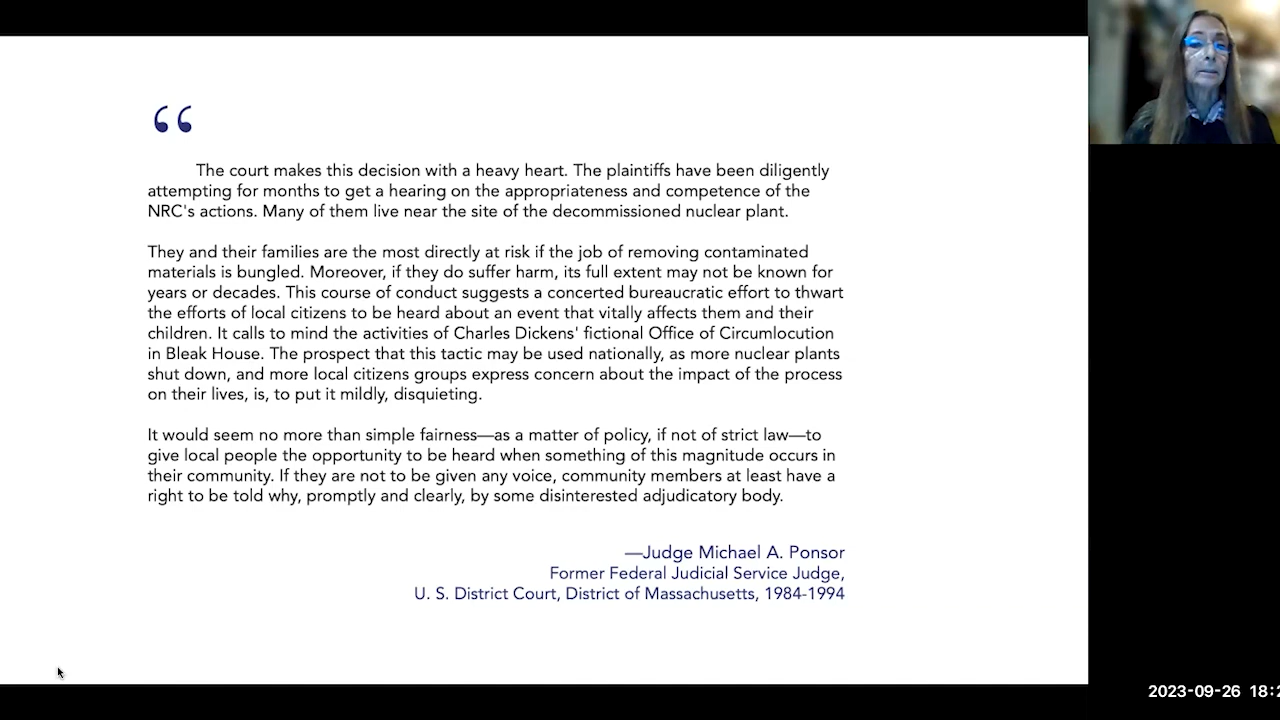 “
The court makes this decision with a heavy heart. The plaintiffs have been diligently
attempting for months to get a hearing on the appropriateness and competence of the
NRC's actions. Many of them live near the site of the decommissioned nuclear plant.
They and their families are the most directly at risk if the job of removing contaminated
materials is bungled. Moreover, if they do suffer harm, its full extent may not be known for
years or decades. This course of conduct suggests a concerted bureaucratic effort to thwart
the efforts of local citizens to be heard about an event that vitally affects them and their
children. It calls to mind the activities of Charles Dickens' fictional Office of Circumlocution
in Bleak House. The prospect that this tactic may be used nationally, as more nuclear plants
shut down, and more local citizens groups express concern about the impact of the process
on their lives, is, to put it mildly, disquieting.
It would seem no more than simple fairness—as a matter of policy, if not of strict law—to
give local people the opportunity to be heard when something of this magnitude occurs in
their community. If they are not to be given any voice, community members at least have a
right to be told why, promptly and clearly, by some disinterested adjudicatory body.
—Judge Michael A. Ponsor
Former Federal Judicial Service Judge,
U. S. District Court, District of Massachusetts, 1984-1994
2023-09-26 18:2